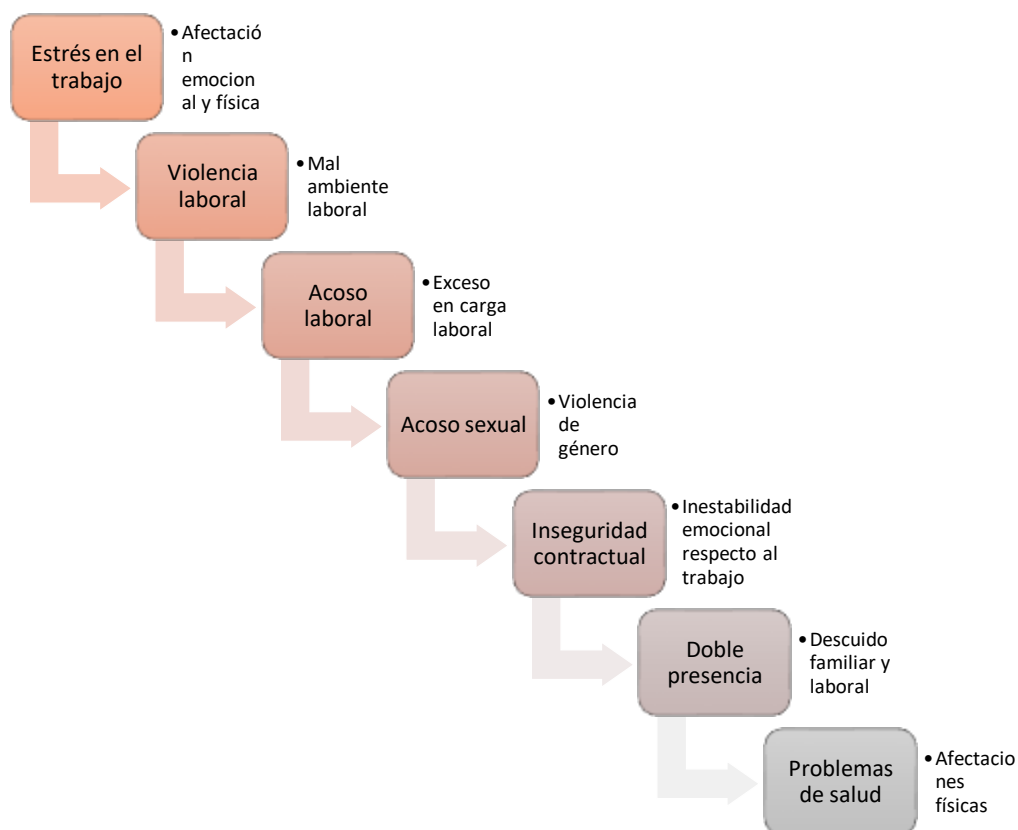 Estrés en el
trabajo
•Afectació
n
emocion
al y física
Violencia
laboral
•Mal
ambiente
laboral
Acoso
laboral
•Exceso
en carga
laboral
Acoso sexual
•Violencia
de
género
Inseguridad
contractual
•Inestabilidad
emocional
respecto al
trabajo
Doble
presencia
•Descuido
familiar y
laboral
Problemas
de salud
•Afectacio
nes
físicas